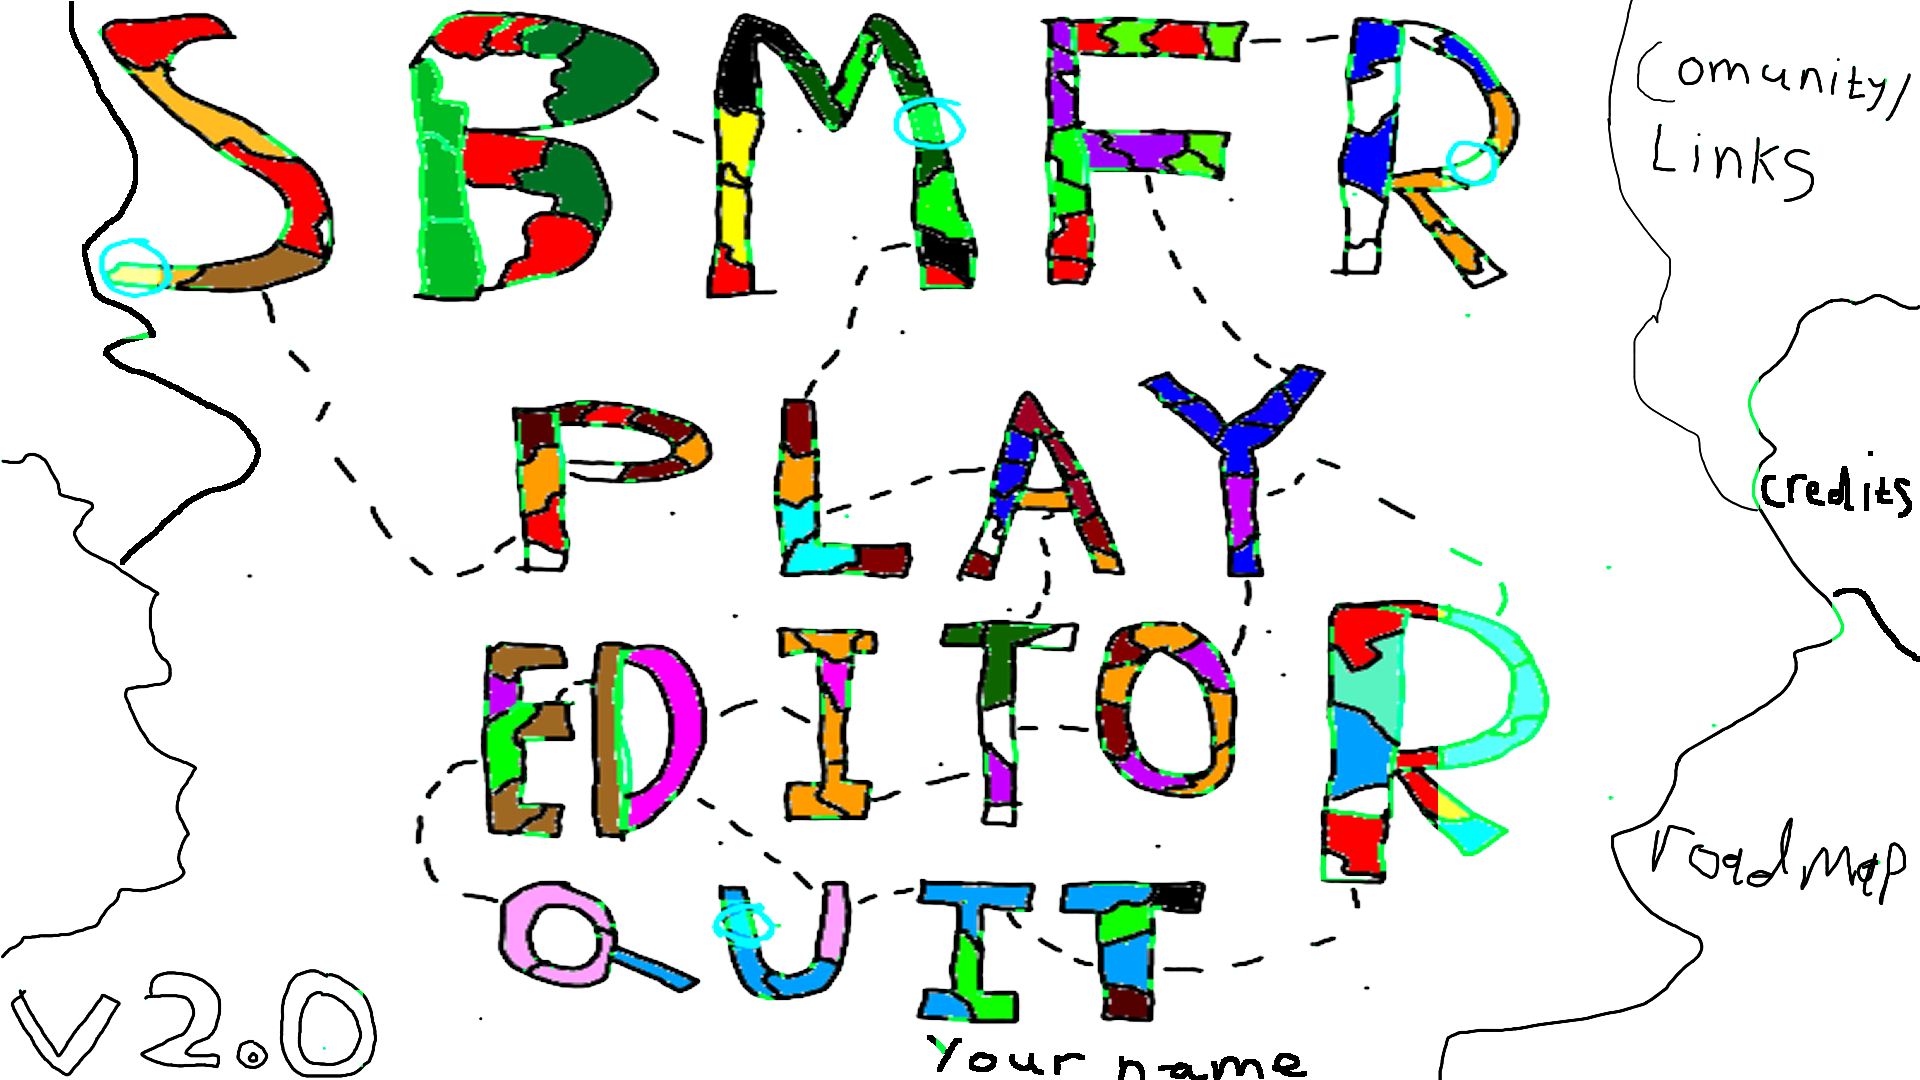 SBMFR
Comunity/
Links
PLAY
credits
EDITOR
roadmap
QUIT
v2.0
Your name